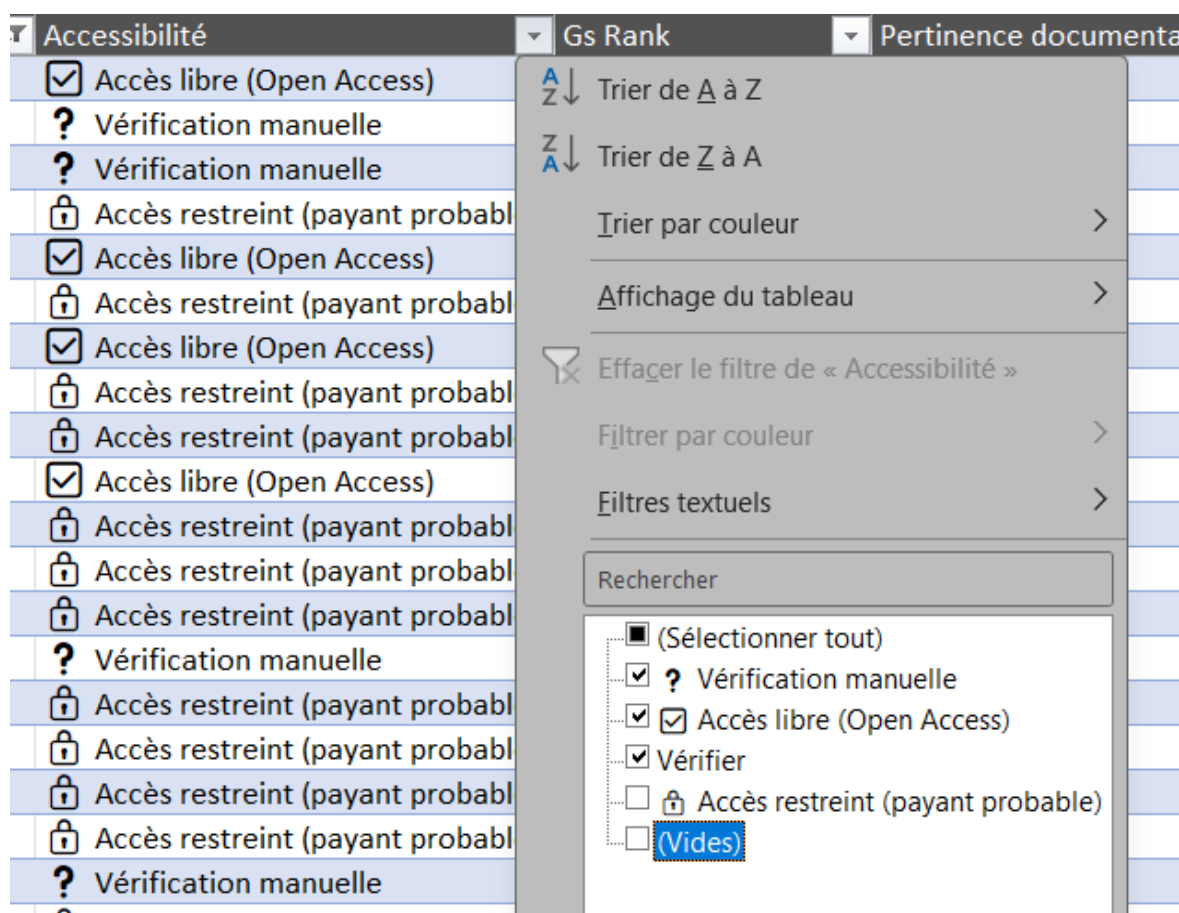 Accessibilité
Gs Rank
Pertinence documenta
Accès libre (Open Access)
? Vérification manuelle
? Vérification manuelle
Accès restreint (payant probabl
Accès libre (Open Access)
Accès restreint (payant probabl
Accès libre (Open Access)
Accès restreint (payant probabl
Accès restreint (payant probabl
Accès libre (Open Access)
Accès restreint (payant probabl
Accès restreint (payant probabl
Accès restreint (payant probabl
? Vérification manuelle
Accès restreint (payant probabl
Accès restreint (payant probabl
Accès restreint (payant probabl
Accès restreint (payant probabl
? Vérification manuelle
Trier de A à Z
Trier de Z à A
Trier par couleur
Affichage du tableau
Effacer le filtre de « Accessibilité »
Filtrer par couleur
Filtres textuels
Rechercher
(Sélectionner tout)
? Vérification manuelle
Accès libre (Open Access)
Vérifier
Accès restreint (payant probable)
(Vides)